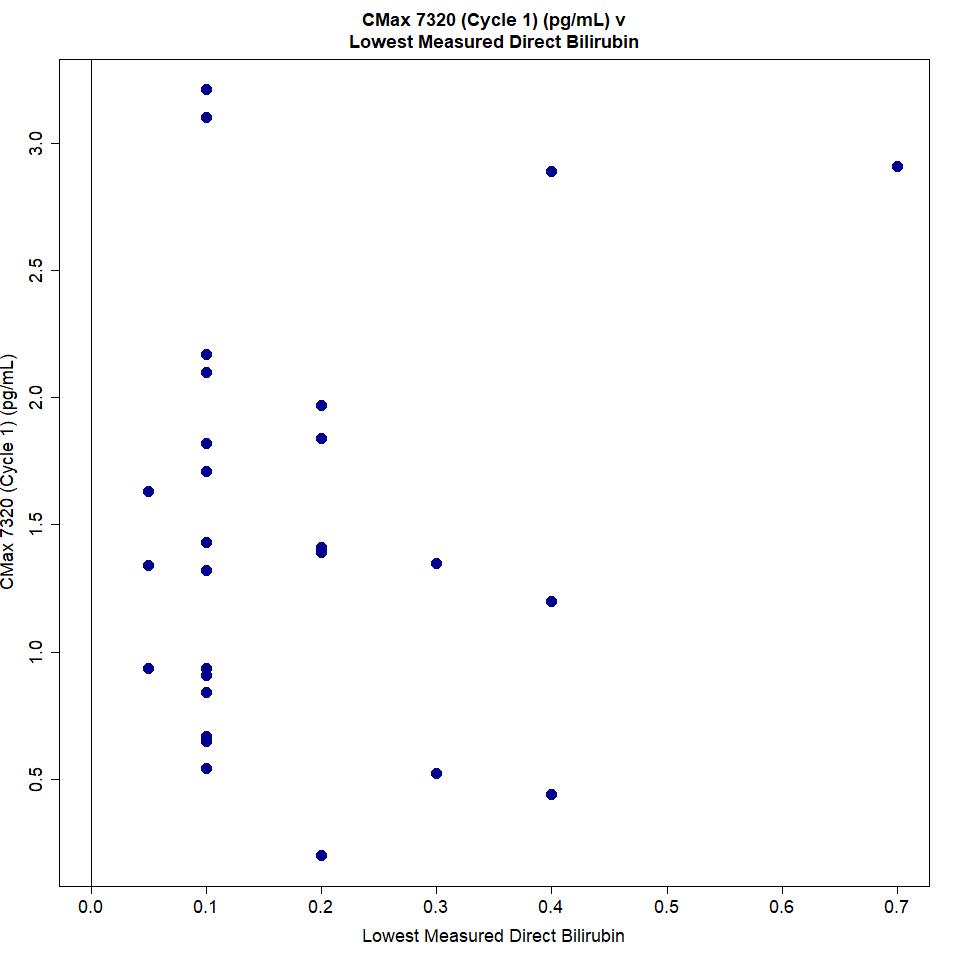 CMax 7320 (Cycle 1) (pg/mL) v
Lowest Measured Direct Bilirubin
CMax 7320 (Cycle 1) (pg/mL)
3.0
2.5
2.0
1.5
1.0
0.5
0.0 0.1 0.2 0.3 0.4 0.5 0.6 0.7
Lowest Measured Direct Bilirubin